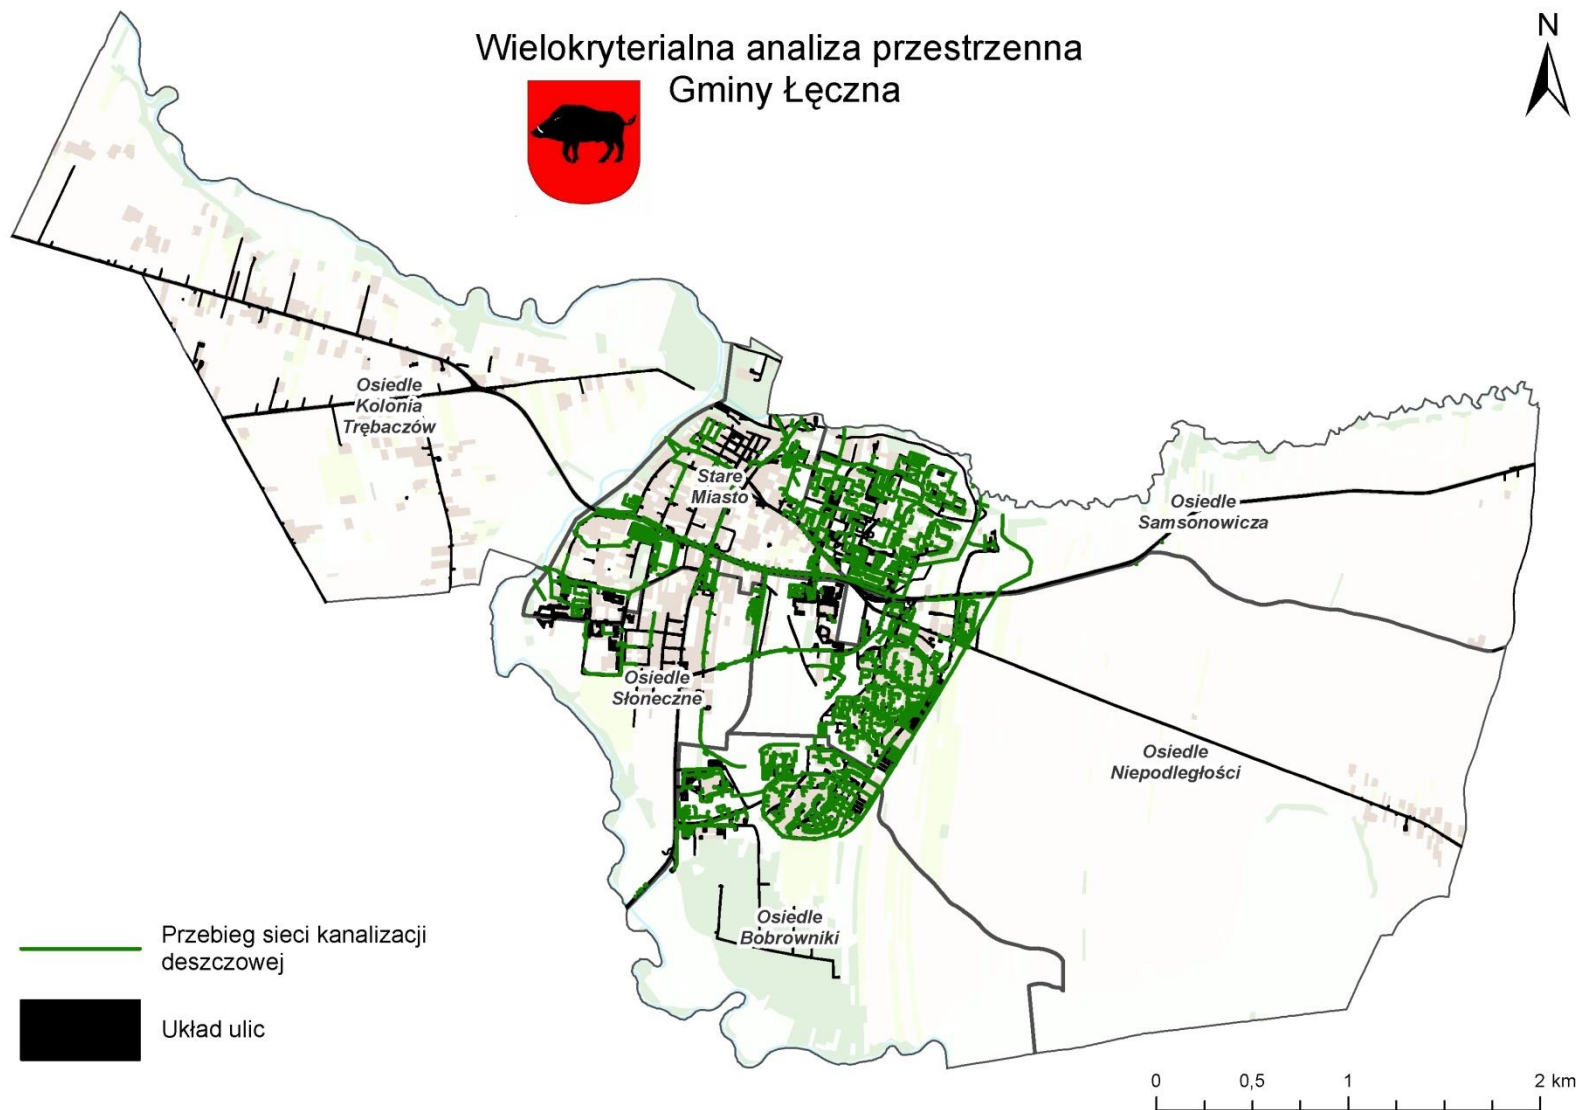 Wielokryterialna analiza przestrzenna
Gminy Łęczna
N
Osiedle
Kolonia
Trębaczów
Stare
Miasto
Osiedle
Samsonowicza
Osiedle
Słoneczne
Osiedle
Niepodległości
Osiedle
Bobrowniki
Przebieg sieci kanalizacji
deszczowej
Układ ulic
0 0,5 1 2 km